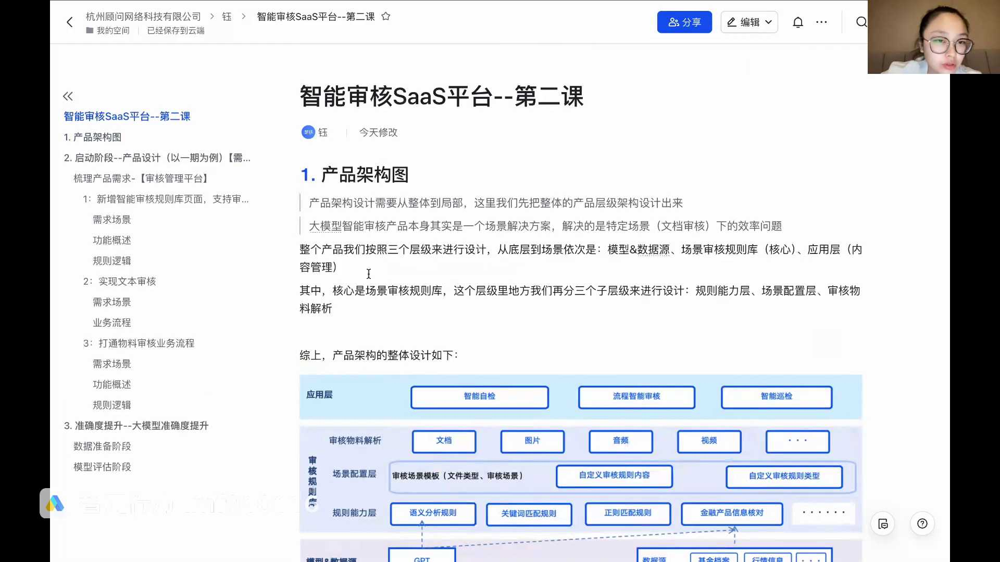 杭州顾问网络科技有限公司 > 钰 > 智能审核SaaS平台--第二课
我的空间 | 已经保存到云端
分享
编辑
智能审核SaaS平台--第二课
1. 产品架构图
2. 启动阶段--产品设计（以一期为例）【需...
梳理产品需求-【审核管理平台】
1：新增智能审核规则库页面，支持审...
需求场景
功能概述
规则逻辑
2：实现文本审核
需求场景
业务流程
3：打通物料审核业务流程
需求场景
功能概述
规则逻辑
3. 准确度提升--大模型准确度提升
数据准备阶段
模型评估阶段
智能审核SaaS平台--第二课
钰 | 今天修改
1. 产品架构图
产品架构设计需要从整体到局部，这里我们先把整体的产品层级架构设计出来
大模型智能审核产品本身其实是一个场景解决方案，解决的是特定场景（文档审核）下的效率问题
整个产品我们按照三个层级来进行设计，从底层到场景依次是：模型&数据源、场景审核规则库（核心）、应用层（内
容管理）
其中，核心是场景审核规则库，这个层级里地方我们再分三个子层级来进行设计：规则能力层、场景配置层、审核物
料解析
综上，产品架构的整体设计如下：
应用层 智能自检 流程智能审核 智能巡检
审核规则库
审核物料解析 文档 图片 音频 视频 · · ·
场景配置层 审核场景模板（文件类型、审核场景） 自定义审核规则内容 自定义审核规则类型
规则能力层 语义分析规则 关键词匹配规则 正则匹配规则 金融产品信息核对 · · · · · ·
模型&数据源 GPT 数据源 基金档案 行情信息 · · ·